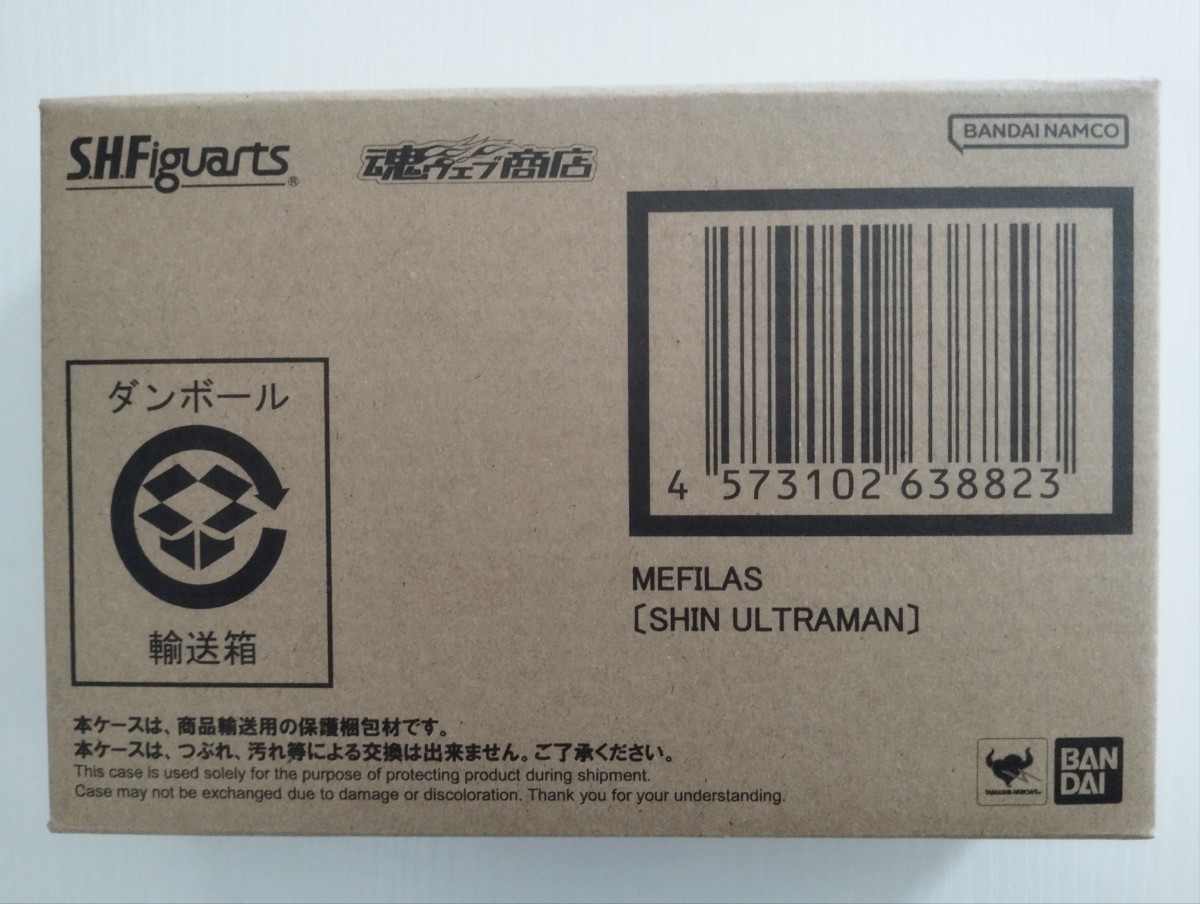 S.H.Figuarts®
魂ウェブ商店
BANDAI NAMCO
4 573102 638823
MEFILAS
〔SHIN ULTRAMAN〕
ダンボール
輸送箱
本ケースは、商品輸送用の保護梱包材です。
本ケースは、つぶれ、汚れ等による交換は出来ません。ご了承ください。
This case is used solely for the purpose of protecting product during shipment.
Case may not be exchanged due to damage or discoloration. Thank you for your understanding.
BAN
DAI